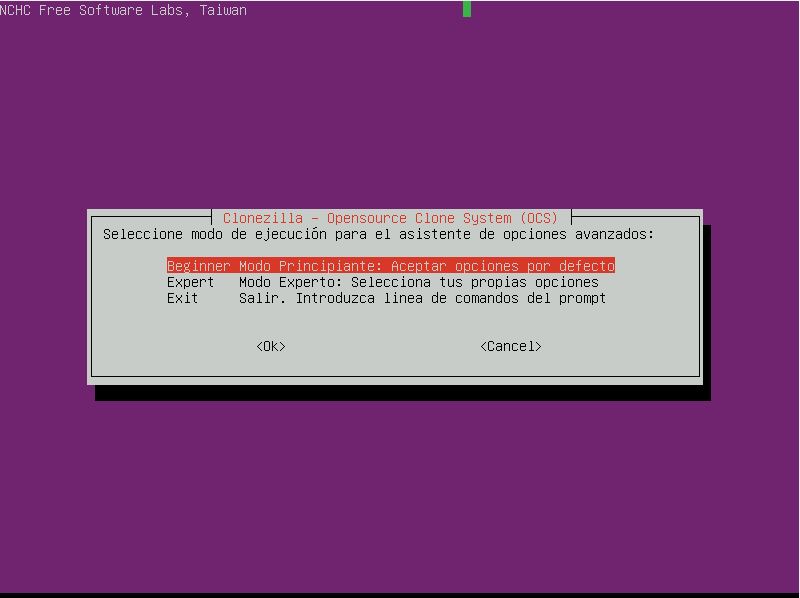 NCHC Free Software Labs, Taiwan
Clonezilla - Opensource Clone System (OCS)
Seleccione modo de ejecución para el asistente de opciones avanzados:
Beginner Modo Principiante: Aceptar opciones por defecto
Expert Modo Experto: Selecciona tus propias opciones
Exit Salir. Introduzca linea de comandos del prompt
<Ok> <Cancel>